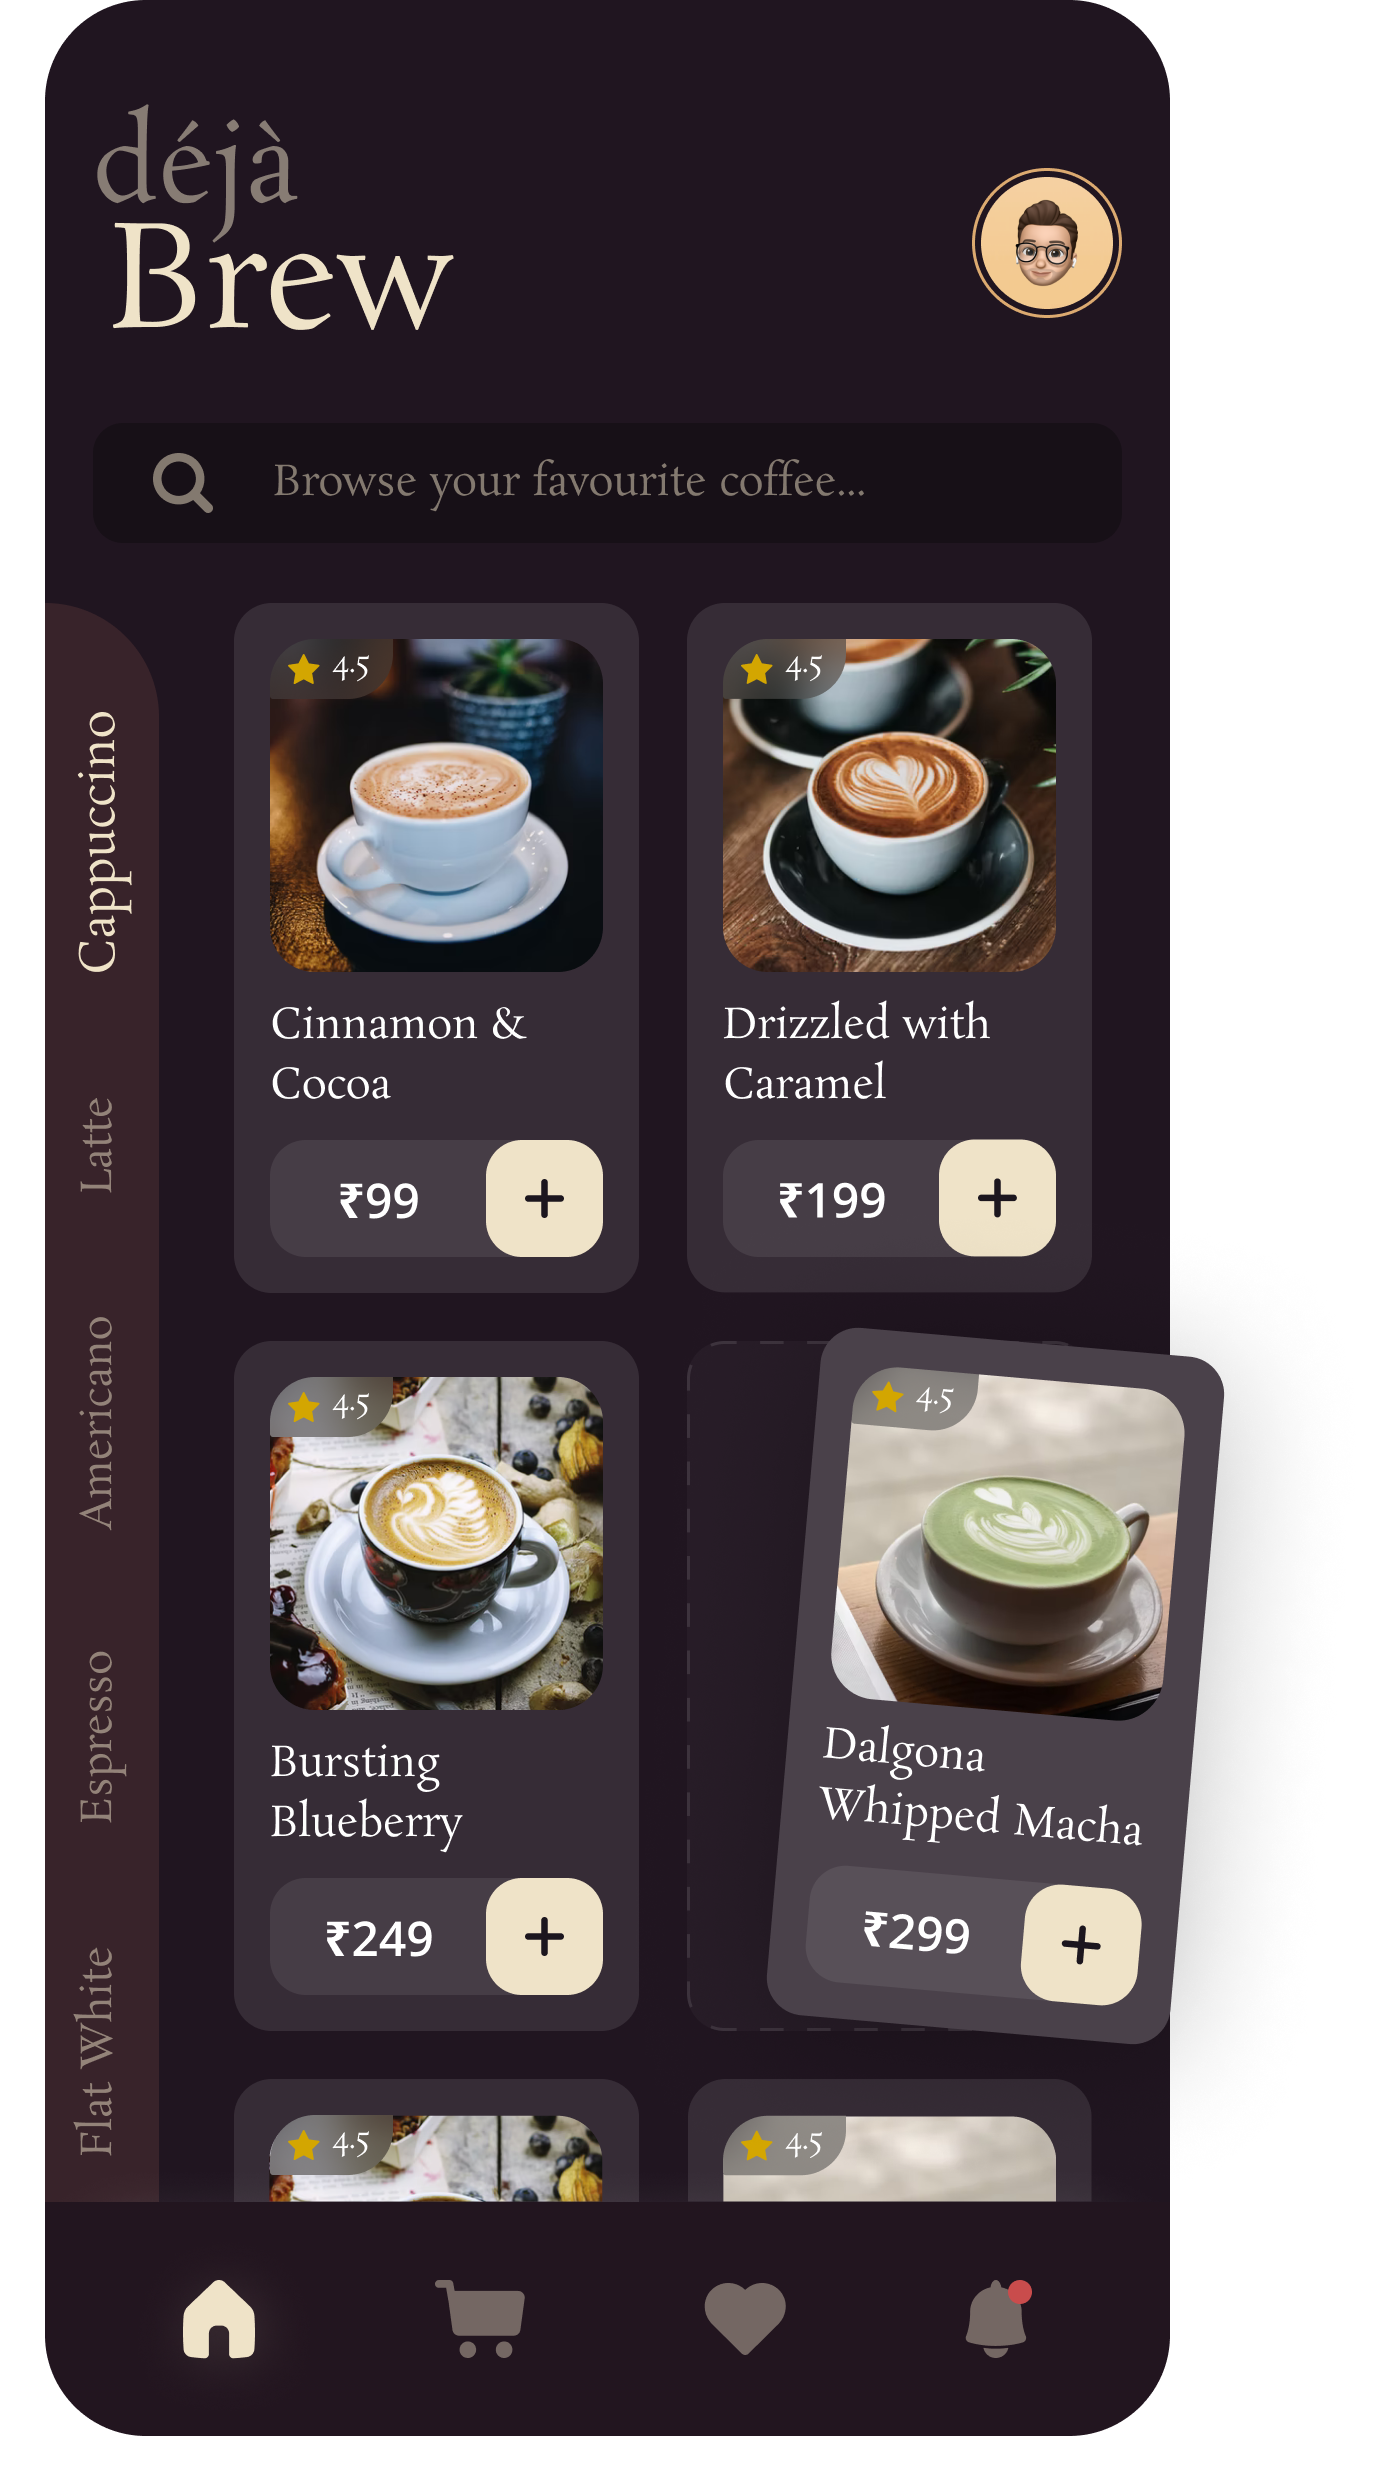 déjà
Brew
Browse your favourite coffee...
Cappuccino
Latte
Americano
Espresso
Flat White
4.5
Cinnamon &
Cocoa
₹99
4.5
Drizzled with
Caramel
₹199
4.5
Bursting
Blueberry
₹249
4.5
Dalgona
Whipped Macha
₹299
4.5
4.5